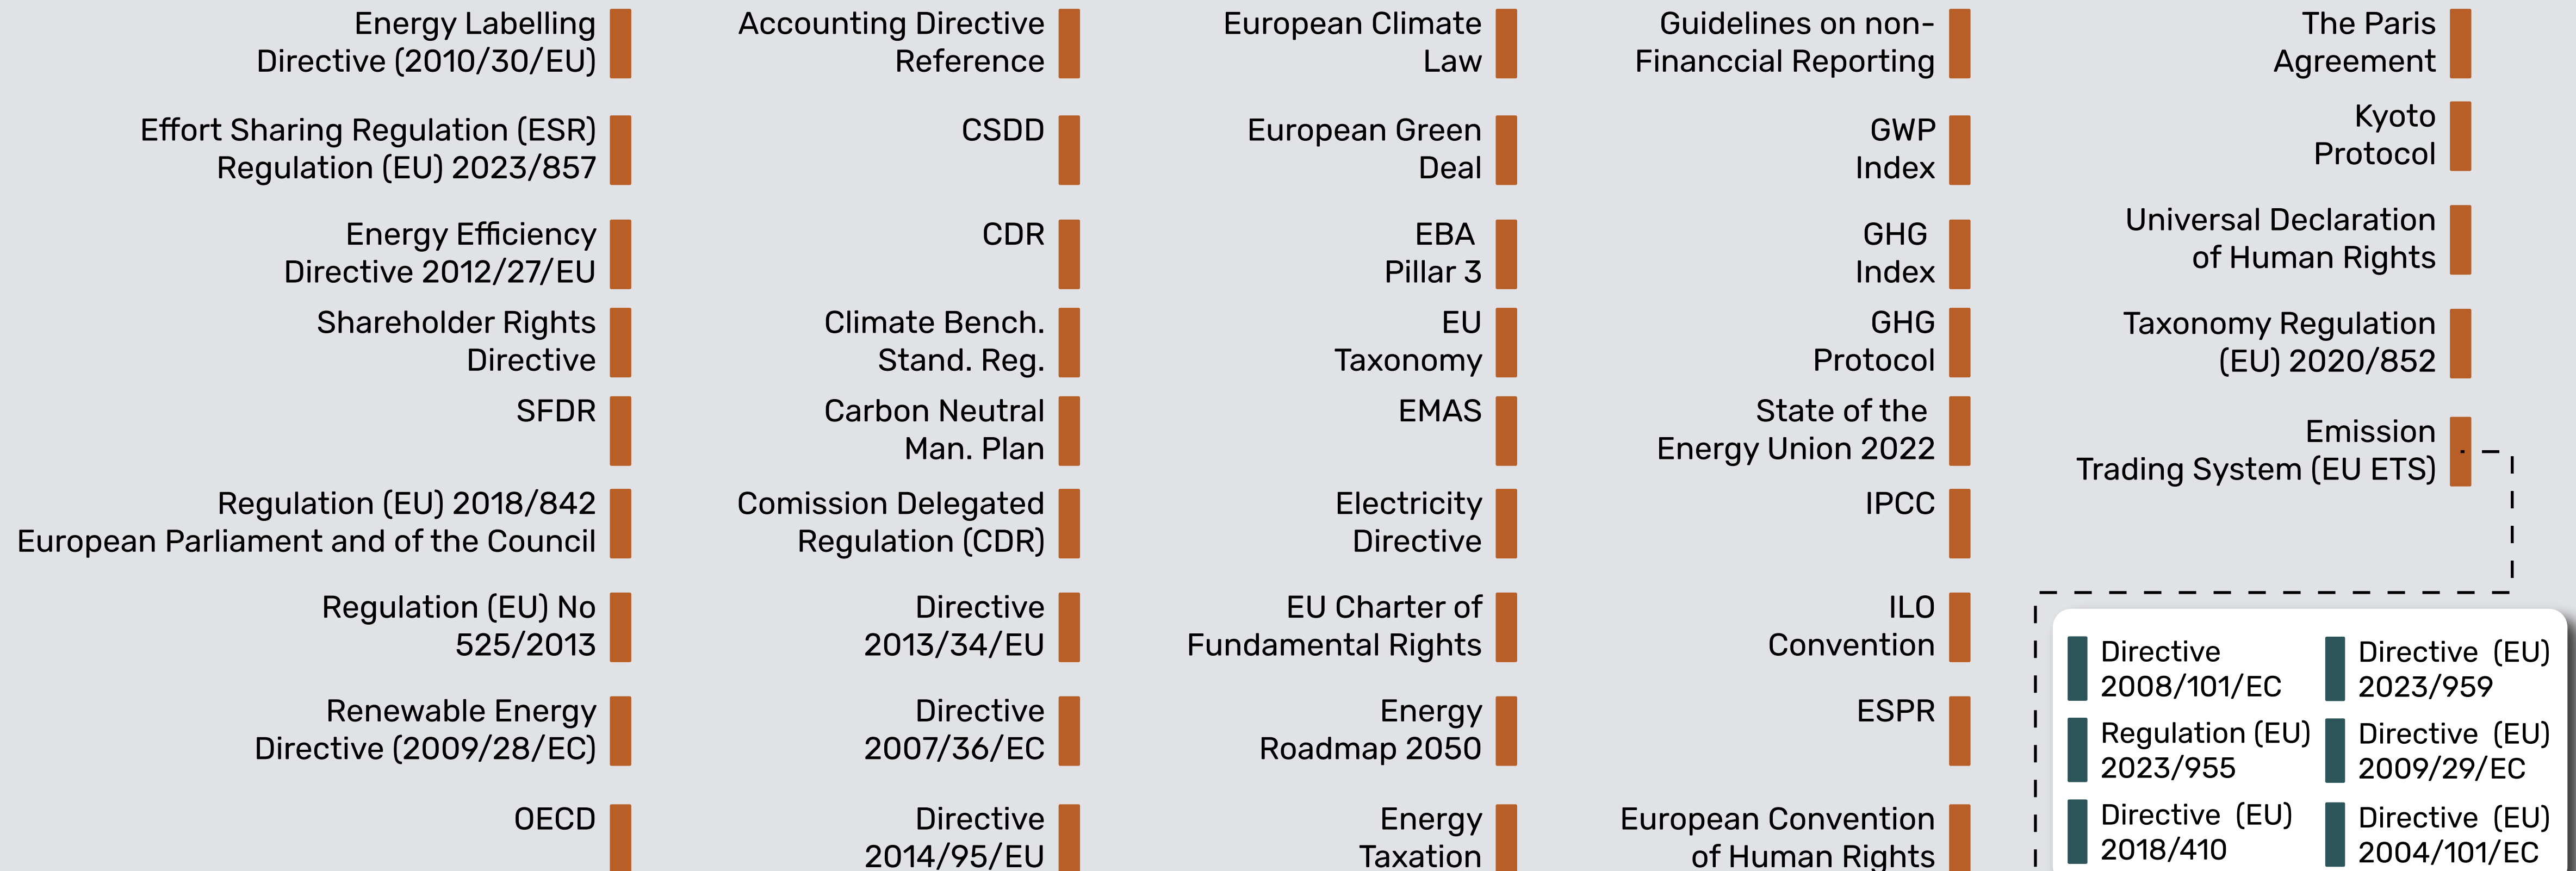 Energy Labelling
Directive (2010/30/EU)
Effort Sharing Regulation (ESR)
Regulation (EU) 2023/857
Energy Efficiency
Directive 2012/27/EU
Shareholder Rights
Directive
SFDR
Regulation (EU) 2018/842
European Parliament and of the Council
Regulation (EU) No
525/2013
Renewable Energy
Directive (2009/28/EC)
OECD
Accounting Directive
Reference
CSDD
CDR
Climate Bench.
Stand. Reg.
Carbon Neutral
Man. Plan
Comission Delegated
Regulation (CDR)
Directive
2013/34/EU
Directive
2007/36/EC
Directive
2014/95/EU
European Climate
Law
European Green
Deal
EBA
Pillar 3
EU
Taxonomy
EMAS
Electricity
Directive
EU Charter of
Fundamental Rights
Energy
Roadmap 2050
Energy
Taxation
Guidelines on non-
Financcial Reporting
GWP
Index
GHG
Index
GHG
Protocol
State of the
Energy Union 2022
IPCC
ILO
Convention
ESPR
European Convention
of Human Rights
The Paris
Agreement
Kyoto
Protocol
Universal Declaration
of Human Rights
Taxonomy Regulation
(EU) 2020/852
Emission
Trading System (EU ETS)
Directive
2008/101/EC
Regulation (EU)
2023/955
Directive (EU)
2018/410
Directive (EU)
2023/959
Directive (EU)
2009/29/EC
Directive (EU)
2004/101/EC